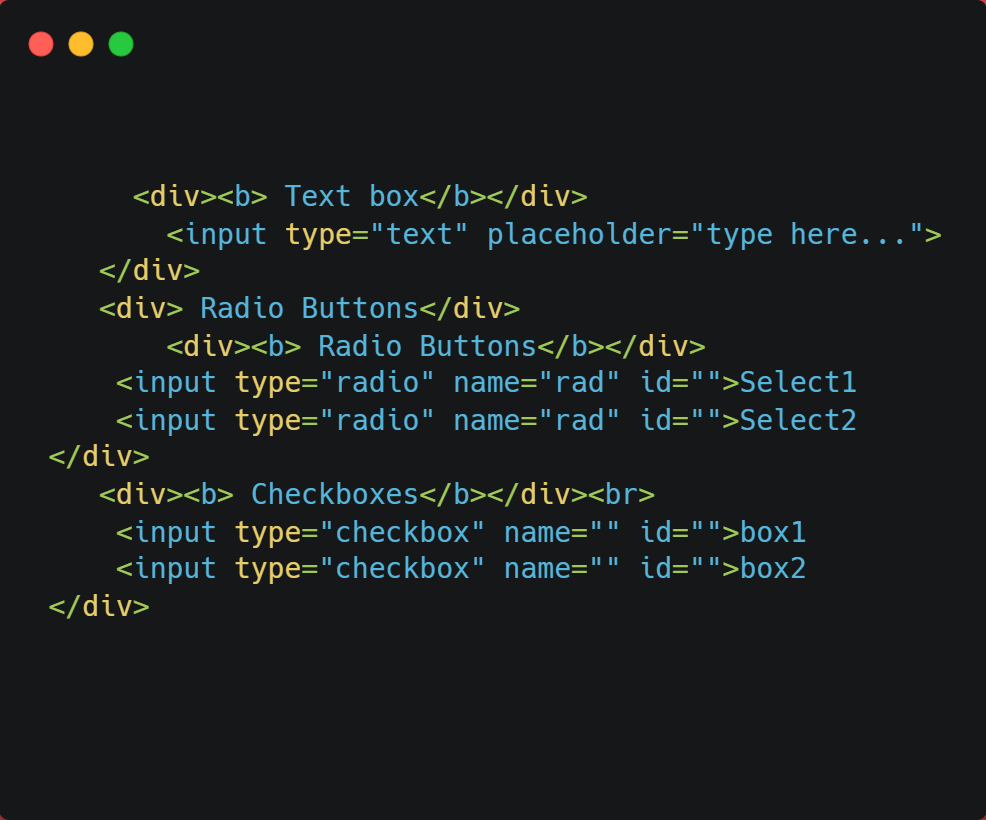 <div><b> Text box</b></div>
<input type="text" placeholder="type here...">
</div>
<div> Radio Buttons</div>
<div><b> Radio Buttons</b></div>
<input type="radio" name="rad" id="">Select1
<input type="radio" name="rad" id="">Select2
</div>
<div><b> Checkboxes</b></div><br>
<input type="checkbox" name="" id="">box1
<input type="checkbox" name="" id="">box2
</div>